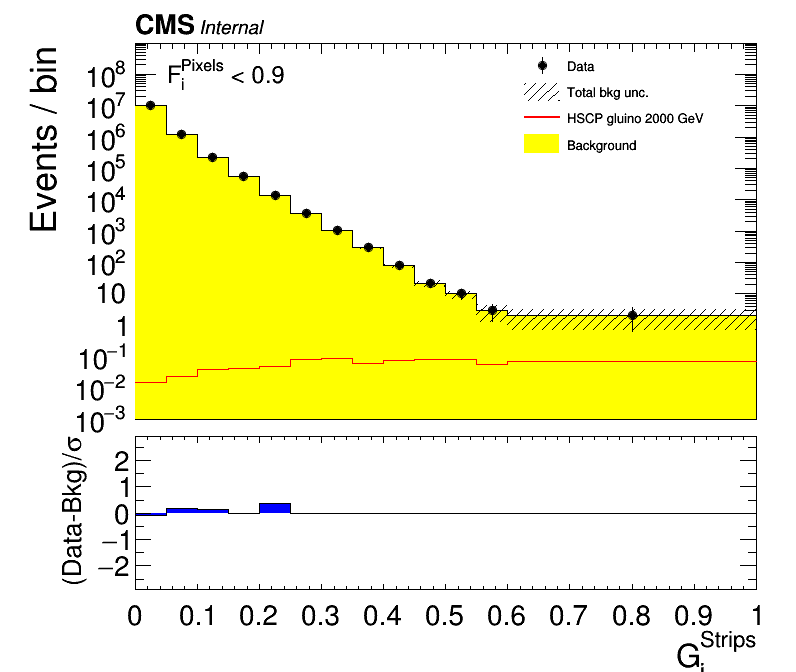 CMS Internal
F_i^Pixels < 0.9
Data
Total bkg unc.
HSCP gluino 2000 GeV
Background
Events / bin
10^8
10^7
10^6
10^5
10^4
10^3
10^2
10
1
10^−1
10^−2
10^−3
(Data-Bkg)/σ
2
1
0
−1
−2
0 0.1 0.2 0.3 0.4 0.5 0.6 0.7 0.8 0.9 1
G_i^Strips